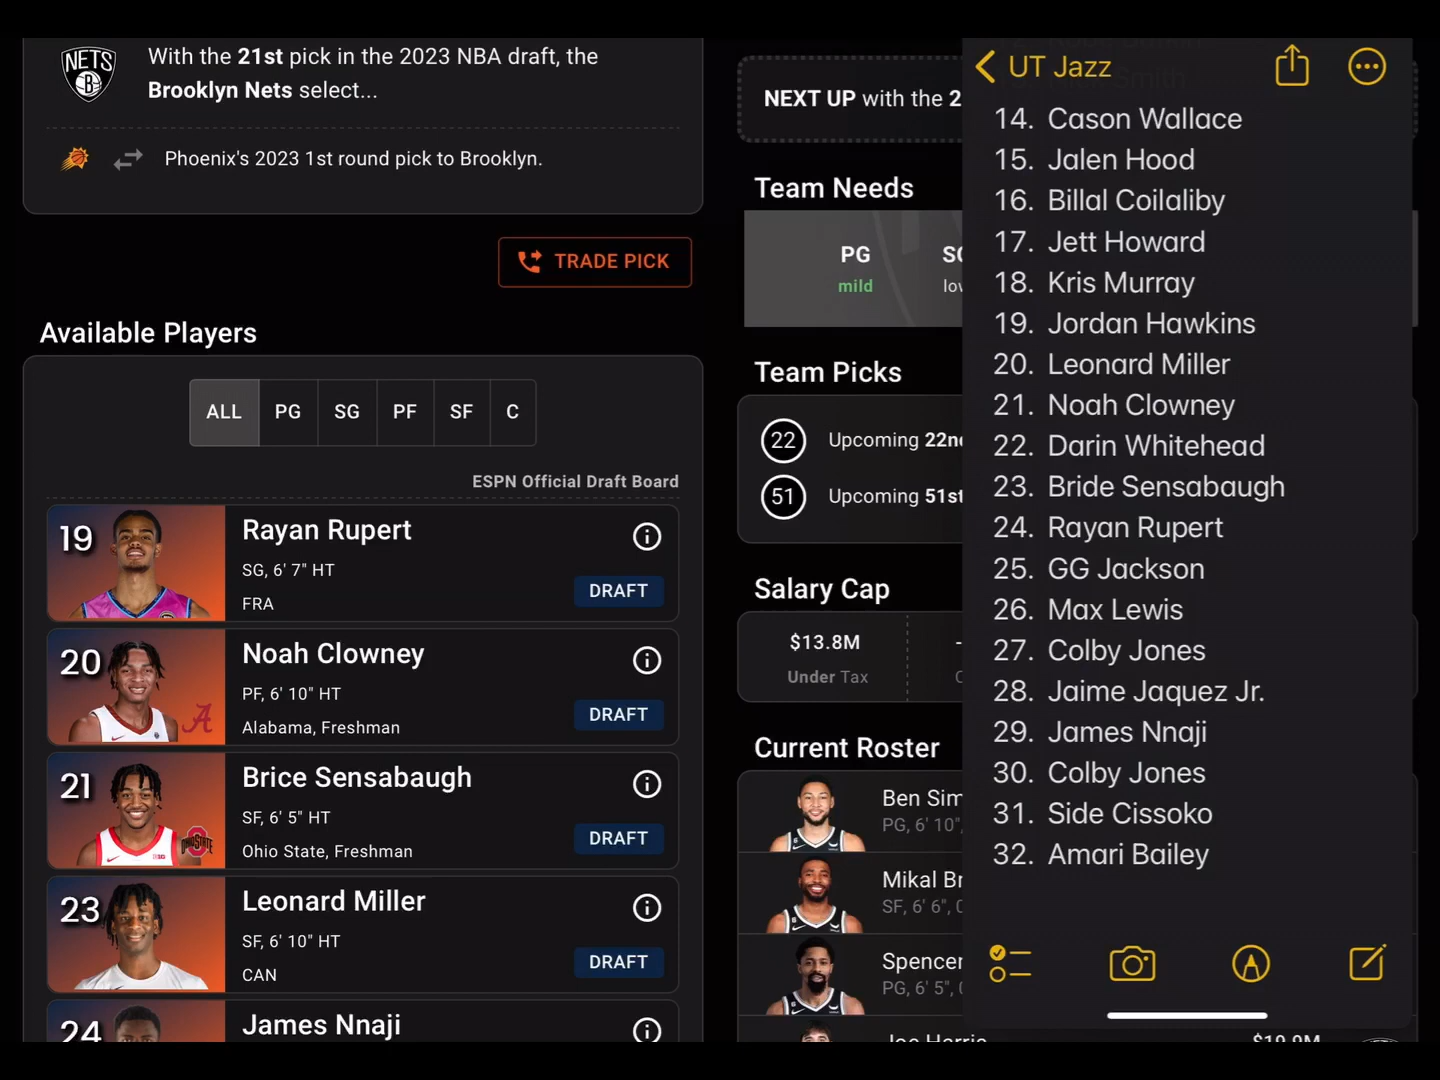 NETS
B
With the 21st pick in the 2023 NBA draft, the
Brooklyn Nets select...
Phoenix's 2023 1st round pick to Brooklyn.
TRADE PICK
Available Players
ALL
PG
SG
PF
SF
C
ESPN Official Draft Board
19
Rayan Rupert
SG, 6' 7" HT
FRA
DRAFT
20
Noah Clowney
PF, 6' 10" HT
Alabama, Freshman
DRAFT
A
21
Brice Sensabaugh
SF, 6' 5" HT
Ohio State, Freshman
DRAFT
OHIO STATE
23
Leonard Miller
SF, 6' 10" HT
CAN
DRAFT
24
James Nnaji
NEXT UP with the 2
Team Needs
PG
mild
Team Picks
22
Upcoming 22nd
51
Upcoming 51st
Salary Cap
$13.8M
Under Tax
Current Roster
Ben Sim
PG, 6' 10",
Mikal Br
SF, 6' 6",
Spencer
PG, 6' 5",
Joe Harris
$19.9M
UT Jazz
14. Cason Wallace
15. Jalen Hood
16. Billal Coilaliby
17. Jett Howard
18. Kris Murray
19. Jordan Hawkins
20. Leonard Miller
21. Noah Clowney
22. Darin Whitehead
23. Bride Sensabaugh
24. Rayan Rupert
25. GG Jackson
26. Max Lewis
27. Colby Jones
28. Jaime Jaquez Jr.
29. James Nnaji
30. Colby Jones
31. Side Cissoko
32. Amari Bailey